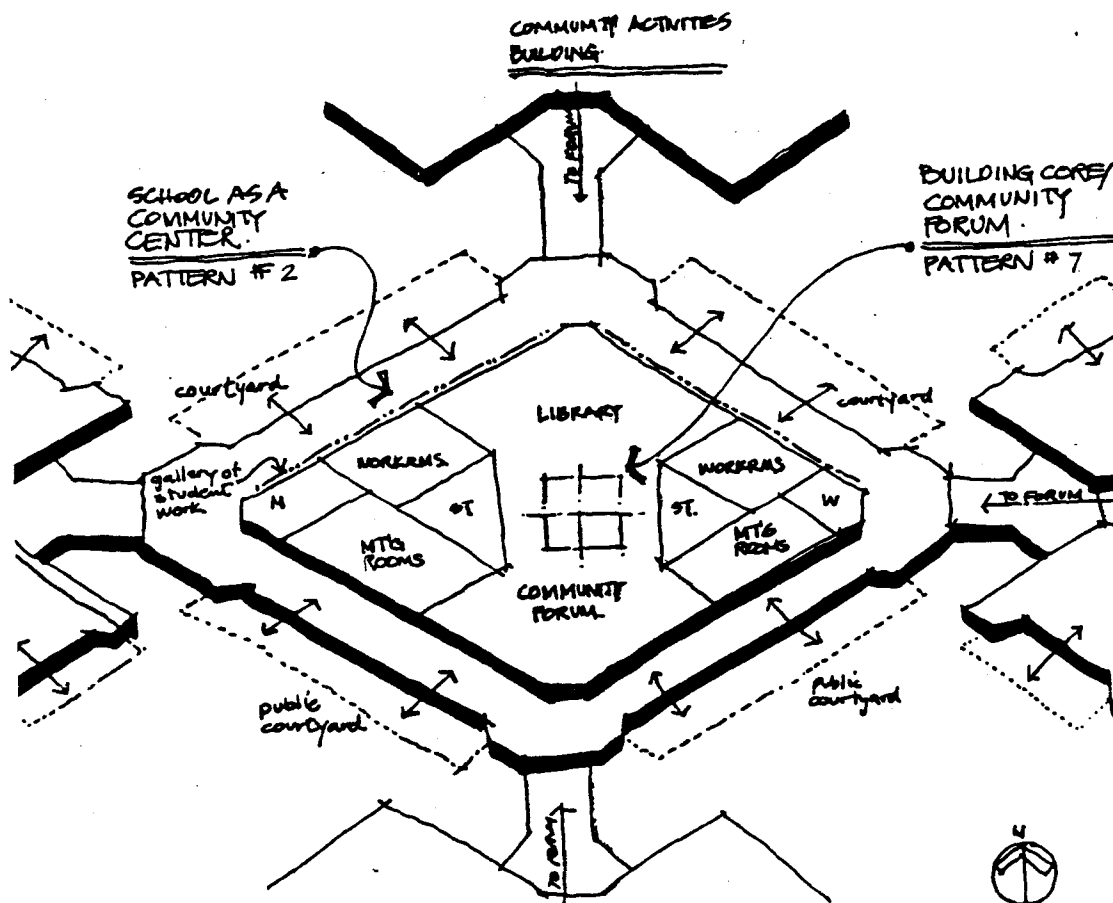 COMMUNITY ACTIVITIES
BUILDING.
TO FORUM
SCHOOL AS A
COMMUNITY
CENTER.
PATTERN #F 2
BUILDING CORE/
COMMUNITY
FORUM.
PATTERN # 7
courtyard
courtyard
LIBRARY
WORKRMS.
WORKRMS
gallery of
student
work.
M
ST.
ST.
W
TO FORUM
MT'G
ROOMS
MT'G
ROOMS
COMMUNITY
FORUM.
public
courtyard
public
courtyard
TO FORUM
N